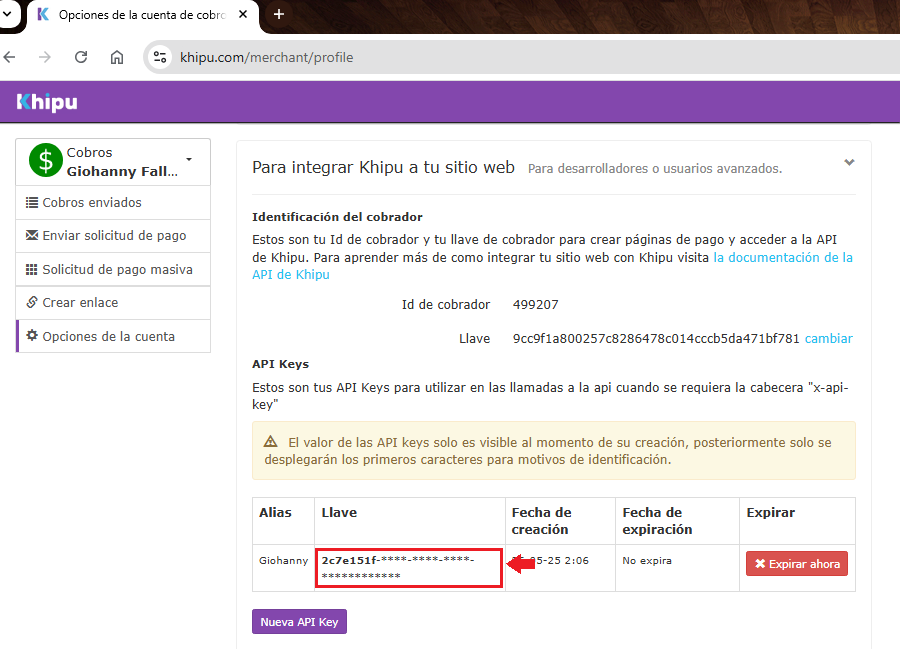 Opciones de la cuenta de cobro
khipu.com/merchant/profile
khipu
Cobros
Giohanny Fall...
Cobros enviados
Enviar solicitud de pago
Solicitud de pago masiva
Crear enlace
Opciones de la cuenta
Para integrar Khipu a tu sitio web Para desarrolladores o usuarios avanzados.
Identificación del cobrador
Estos son tu Id de cobrador y tu llave de cobrador para crear páginas de pago y acceder a la API
de Khipu. Para aprender más de como integrar tu sitio web con Khipu visita la documentación de la
API de Khipu
Id de cobrador 499207
Llave 9cc9f1a800257c8286478c014cccb5da471bf781 cambiar
API Keys
Estos son tus API Keys para utilizar en las llamadas a la api cuando se requiera la cabecera "x-api-
key"
El valor de las API keys solo es visible al momento de su creación, posteriormente solo se
desplegarán los primeros caracteres para motivos de identificación.
Alias Llave Fecha de Fecha de Expirar
creación expiración
Giohanny 2c7e151f-****-****-****- 05-25 2:06 No expira Expirar ahora
************
Nueva API Key